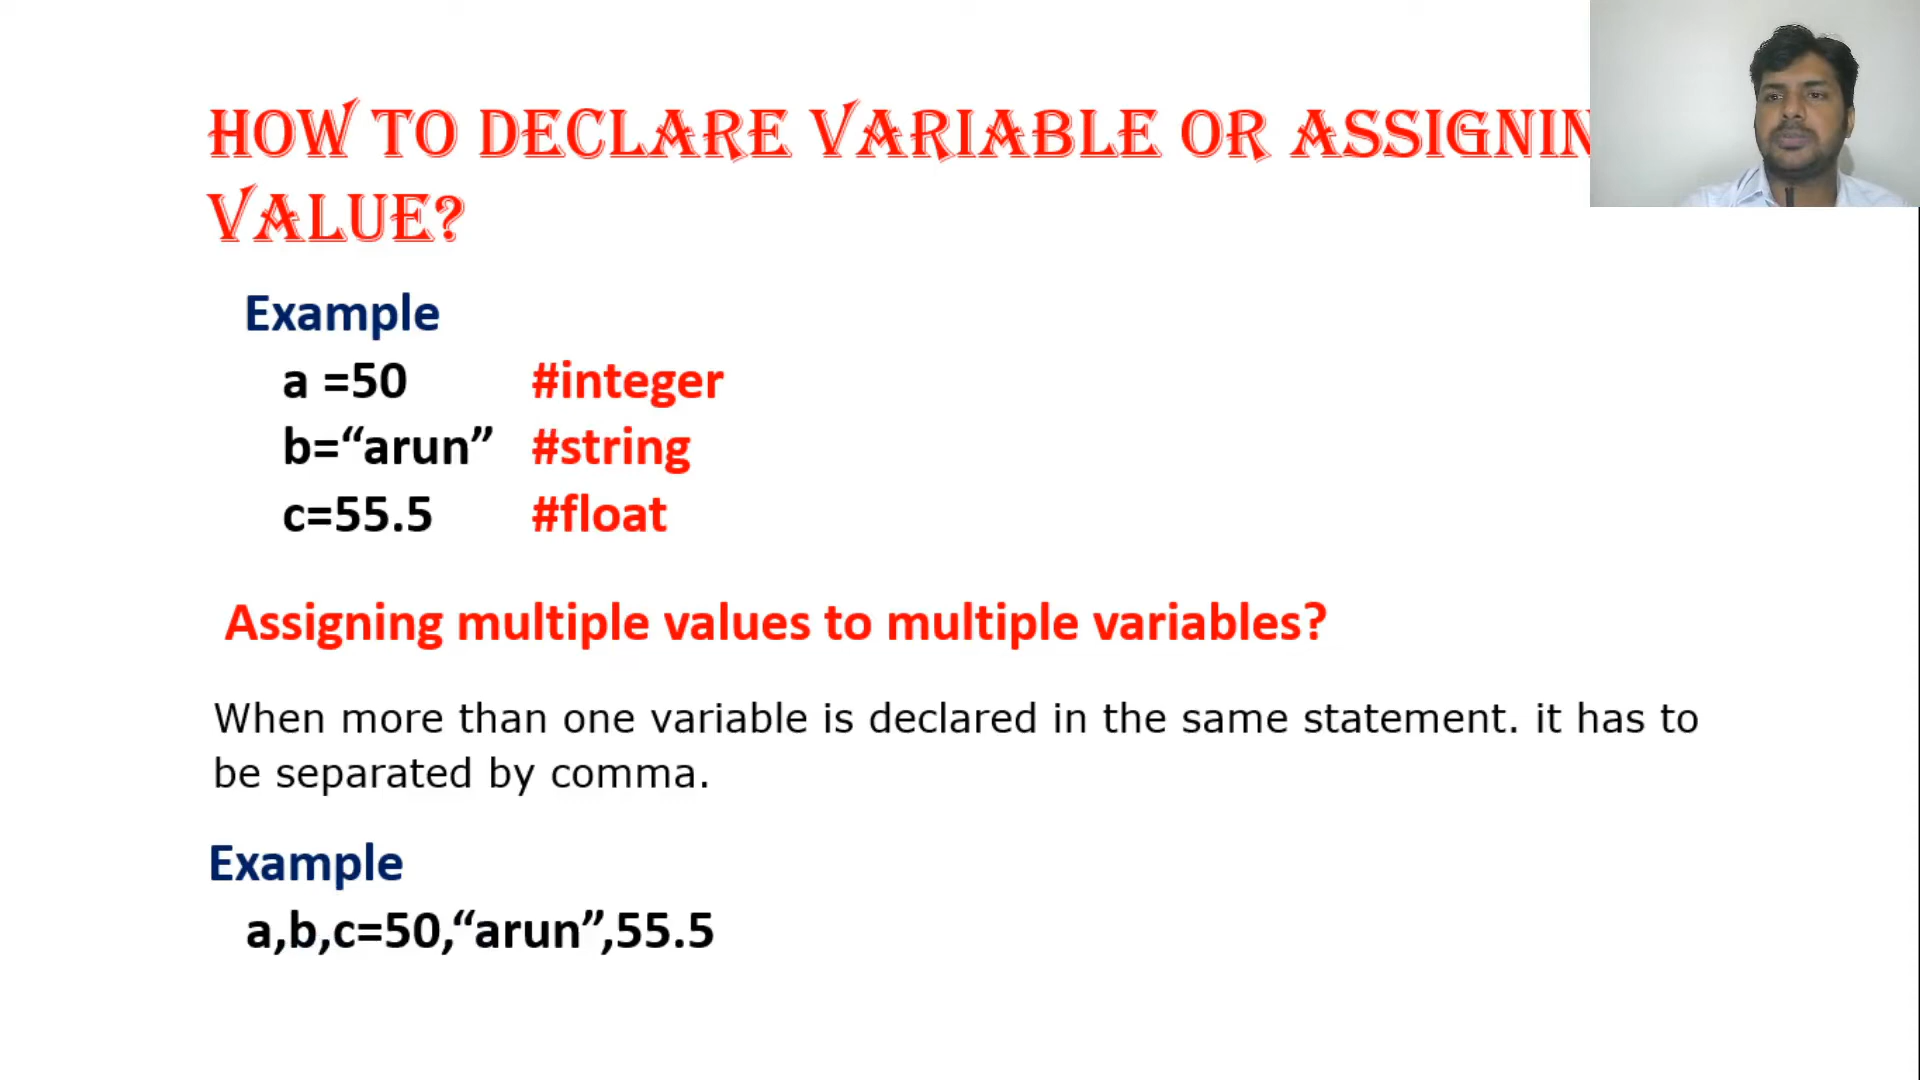 HOW TO DECLARE VARIABLE OR ASSIGNIN
VALUE?
Example
a =50 #integer
b=“arun” #string
c=55.5 #float
Assigning multiple values to multiple variables?
When more than one variable is declared in the same statement. it has to
be separated by comma.
Example
a,b,c=50,“arun”,55.5